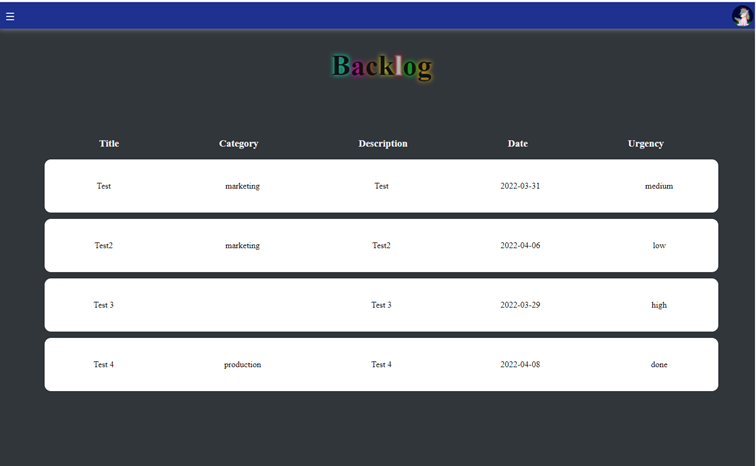 ☰
Backlog
Title Category Description Date Urgency
Test marketing Test 2022-03-31 medium
Test2 marketing Test2 2022-04-06 low
Test 3 Test 3 2022-03-29 high
Test 4 production Test 4 2022-04-08 done